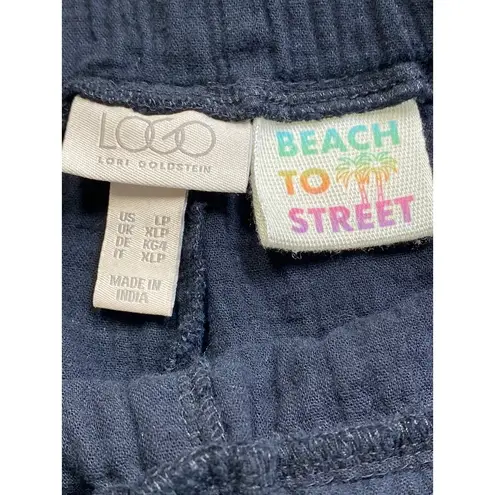 LOGO
LORI GOLDSTEIN
US LP
UK XLP
DE KG4
IT XLP
MADE IN
INDIA
BEACH
TO
STREET